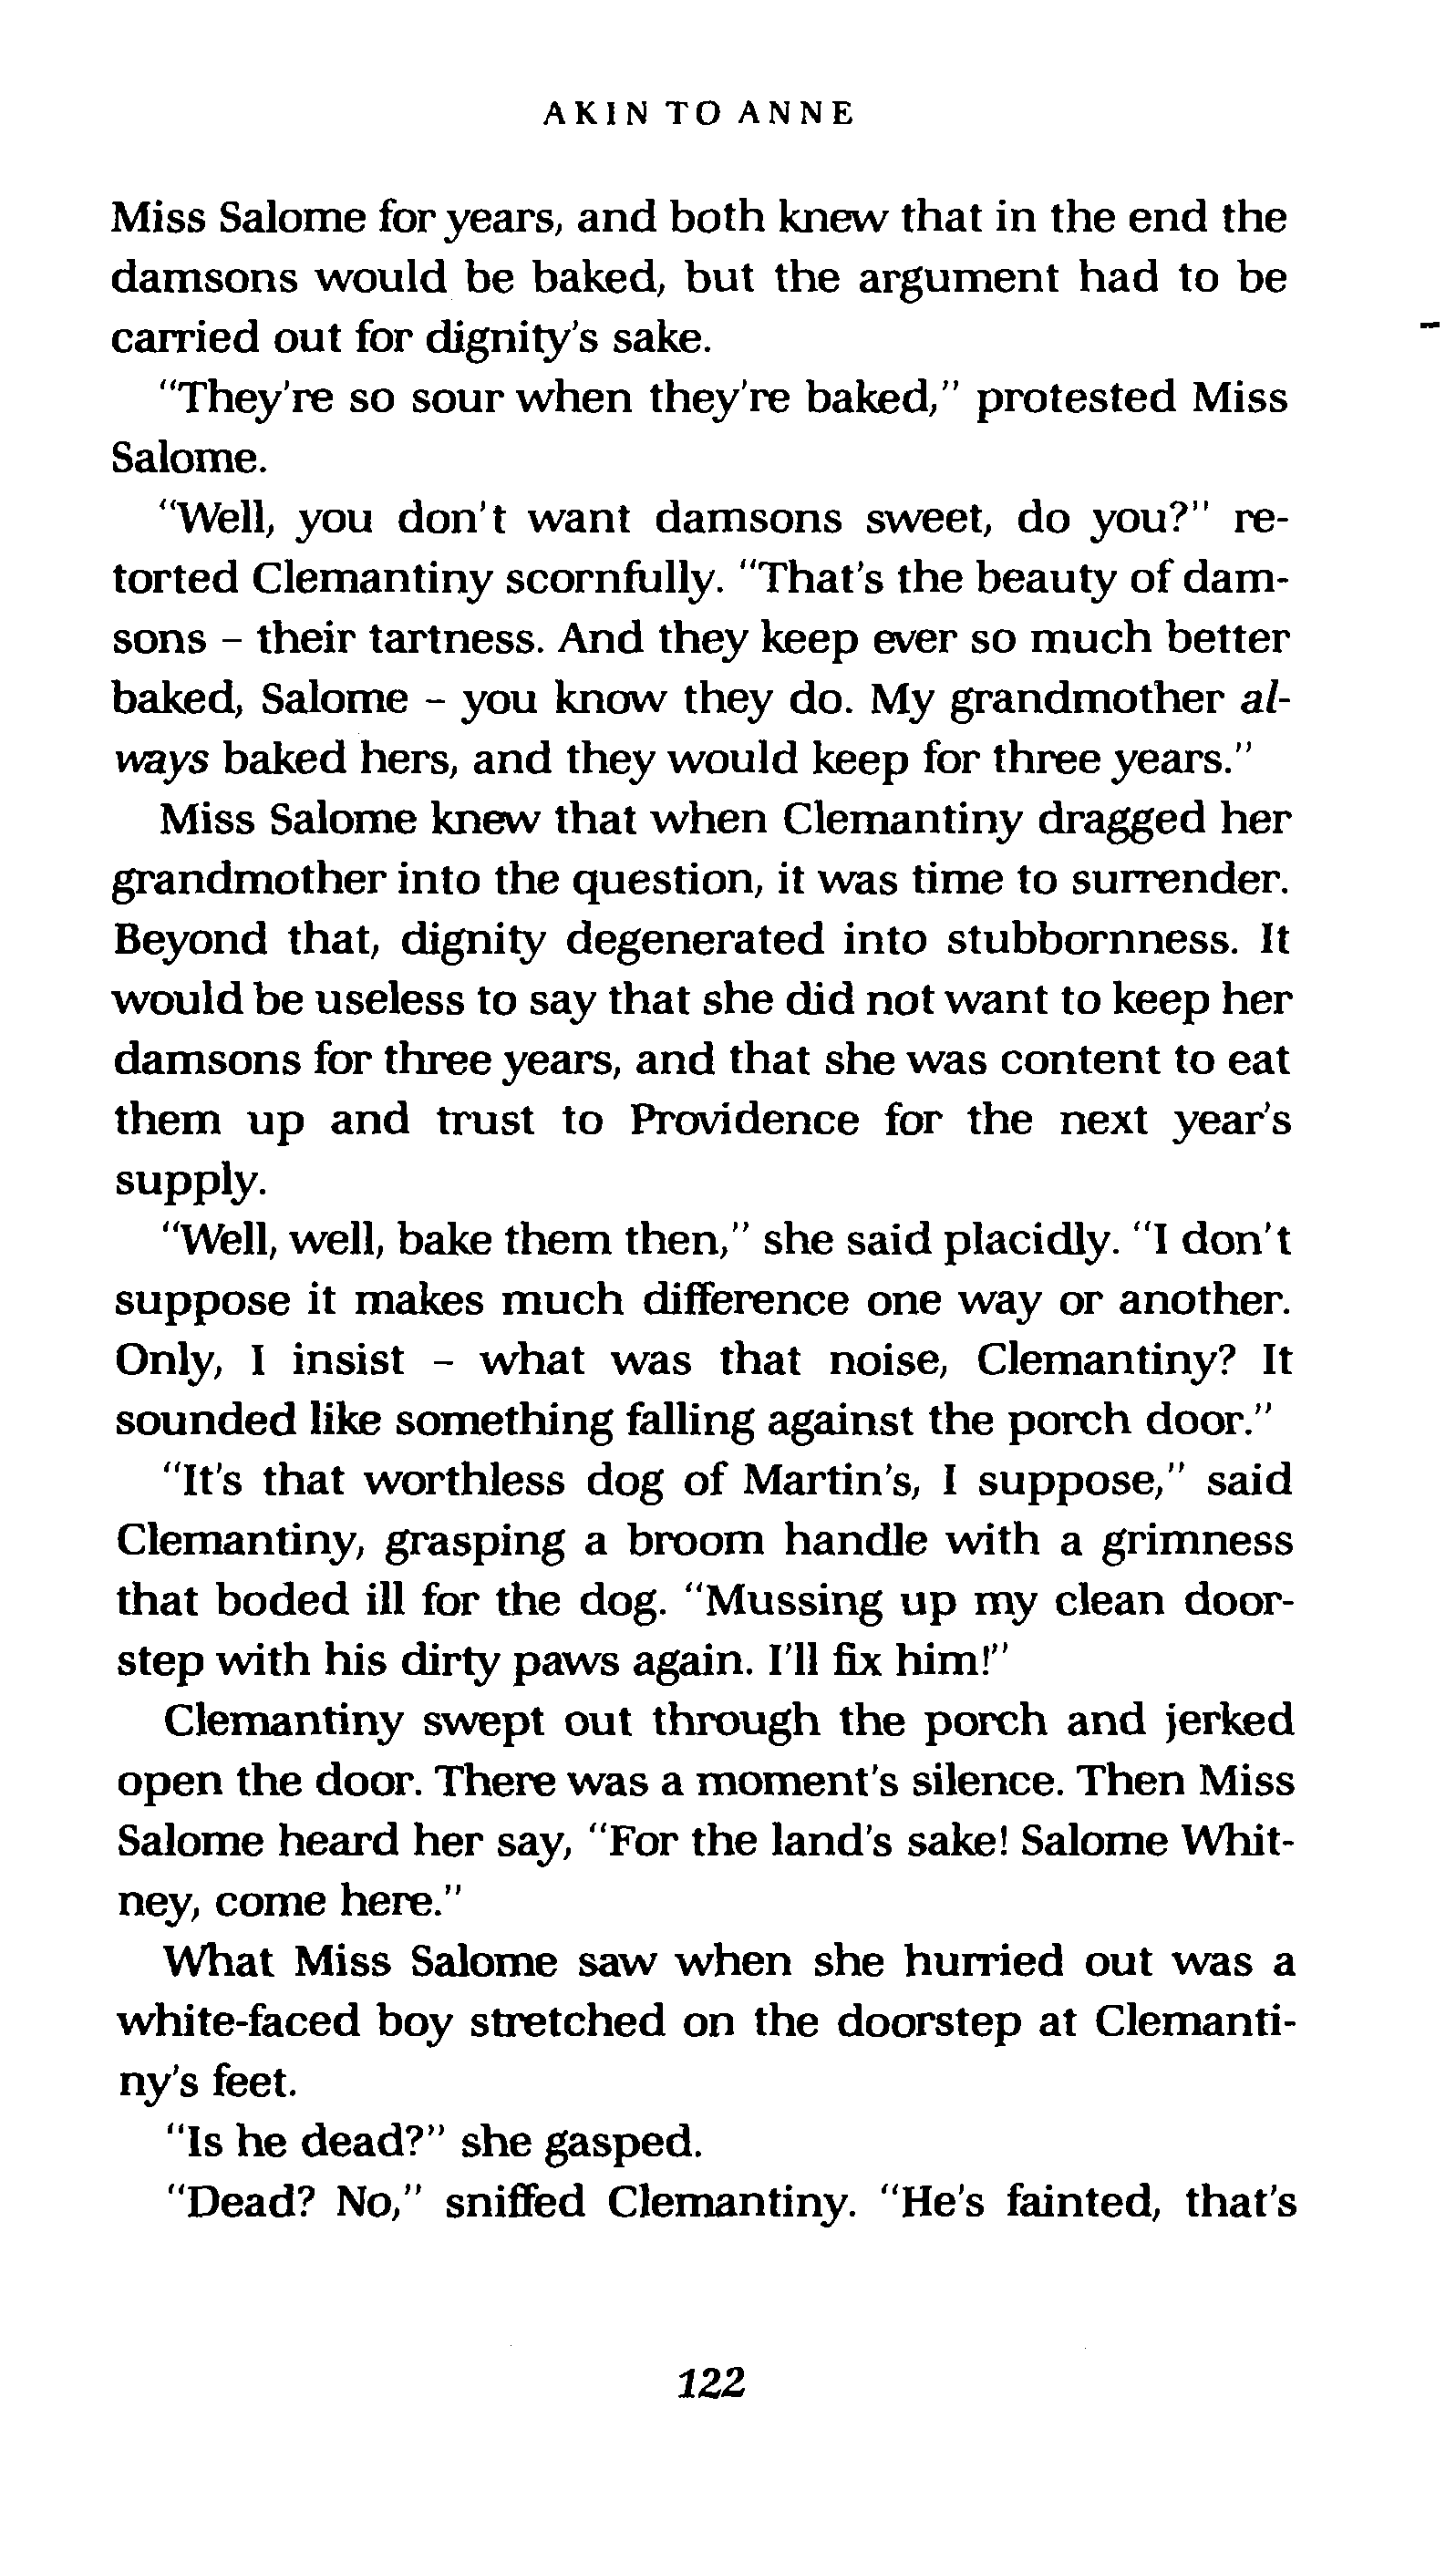 AKIN TO ANNE
Miss Salome for years, and both knew that in the end the
damsons would be baked, but the argument had to be
carried out for dignity's sake.
"They're so sour when they're baked," protested Miss
Salome.
"Well, you don't want damsons sweet, do you?" re-
torted Clemantiny scornfully. "That's the beauty of dam-
sons – their tartness. And they keep ever so much better
baked, Salome – you know they do. My grandmother al-
ways baked hers, and they would keep for three years."
Miss Salome knew that when Clemantiny dragged her
grandmother into the question, it was time to surrender.
Beyond that, dignity degenerated into stubbornness. It
would be useless to say that she did not want to keep her
damsons for three years, and that she was content to eat
them up and trust to Providence for the next year's
supply.
"Well, well, bake them then," she said placidly. "I don't
suppose it makes much difference one way or another.
Only, I insist – what was that noise, Clemantiny? It
sounded like something falling against the porch door."
"It's that worthless dog of Martin's, I suppose," said
Clemantiny, grasping a broom handle with a grimness
that boded ill for the dog. "Mussing up my clean door-
step with his dirty paws again. I'll fix him!"
Clemantiny swept out through the porch and jerked
open the door. There was a moment's silence. Then Miss
Salome heard her say, "For the land's sake! Salome Whit-
ney, come here."
What Miss Salome saw when she hurried out was a
white-faced boy stretched on the doorstep at Clemanti-
ny's feet.
"Is he dead?" she gasped.
"Dead? No," sniffed Clemantiny. "He's fainted, that's
122